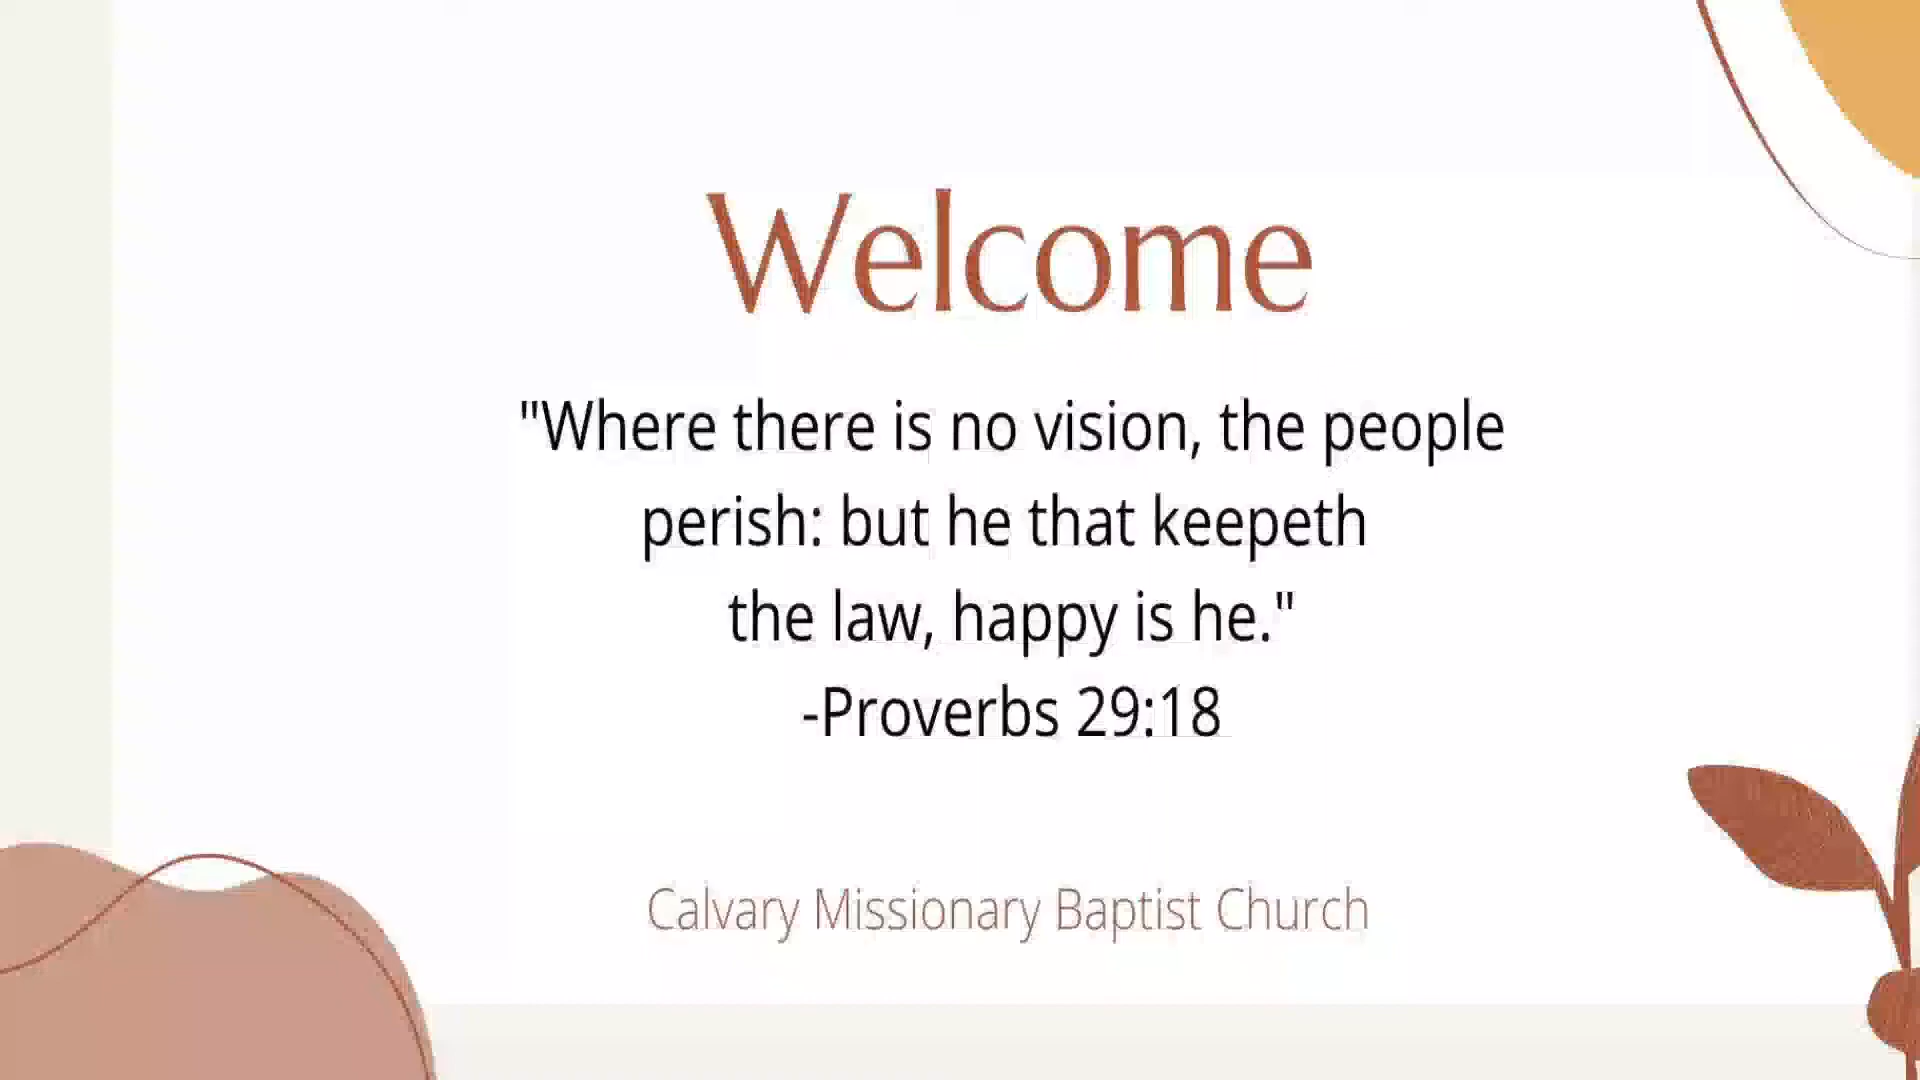 Welcome
"Where there is no vision, the people
perish: but he that keepeth
the law, happy is he."
-Proverbs 29:18
Calvary Missionary Baptist Church